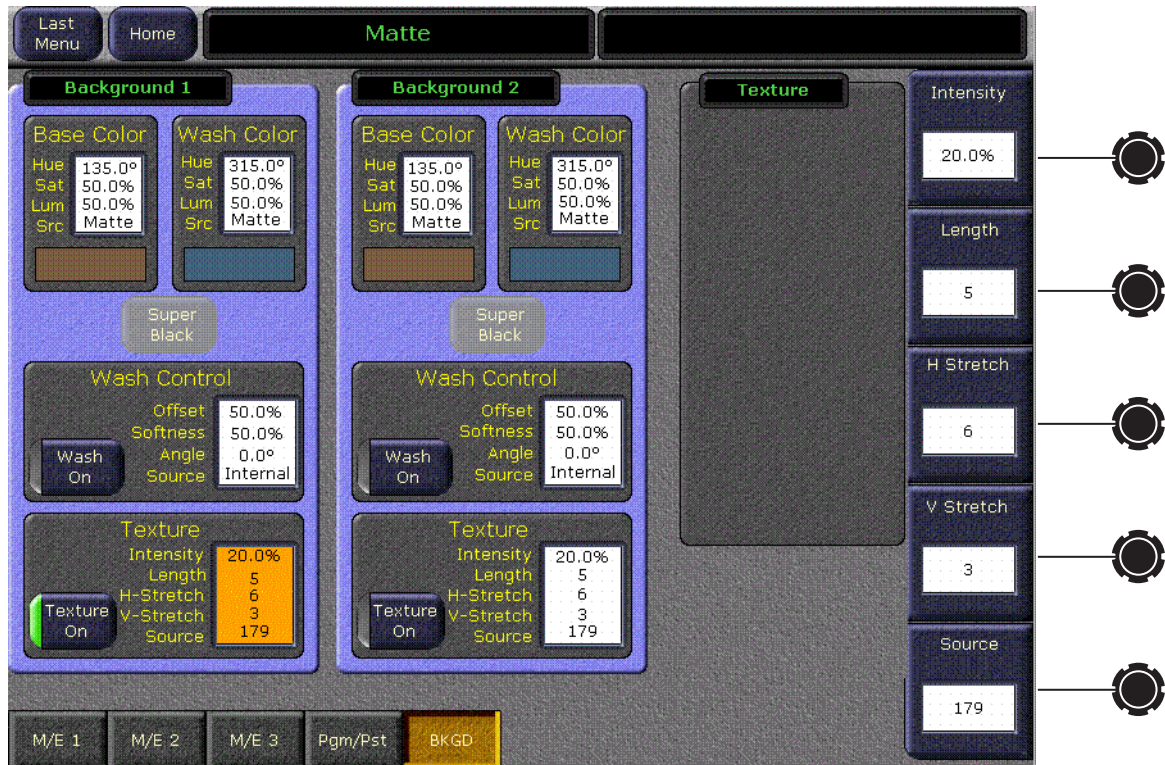 Last
Menu
Home
Matte
Background 1
Base Color
Hue 135.0º
Sat 50.0%
Lum 50.0%
Src Matte
Wash Color
Hue 315.0º
Sat 50.0%
Lum 50.0%
Src Matte
Super
Black
Wash Control
Offset 50.0%
Softness 50.0%
Angle 0.0º
Source Internal
Wash
On
Texture
Intensity 20.0%
Length 5
H-Stretch 6
V-Stretch 3
Source 179
Texture
On
Background 2
Base Color
Hue 135.0º
Sat 50.0%
Lum 50.0%
Src Matte
Wash Color
Hue 315.0º
Sat 50.0%
Lum 50.0%
Src Matte
Super
Black
Wash Control
Offset 50.0%
Softness 50.0%
Angle 0.0º
Source Internal
Wash
On
Texture
Intensity 20.0%
Length 5
H-Stretch 6
V-Stretch 3
Source 179
Texture
On
Texture
Intensity
20.0%
Length
5
H Stretch
6
V Stretch
3
Source
179
M/E 1
M/E 2
M/E 3
Pgm/Pst
BKGD